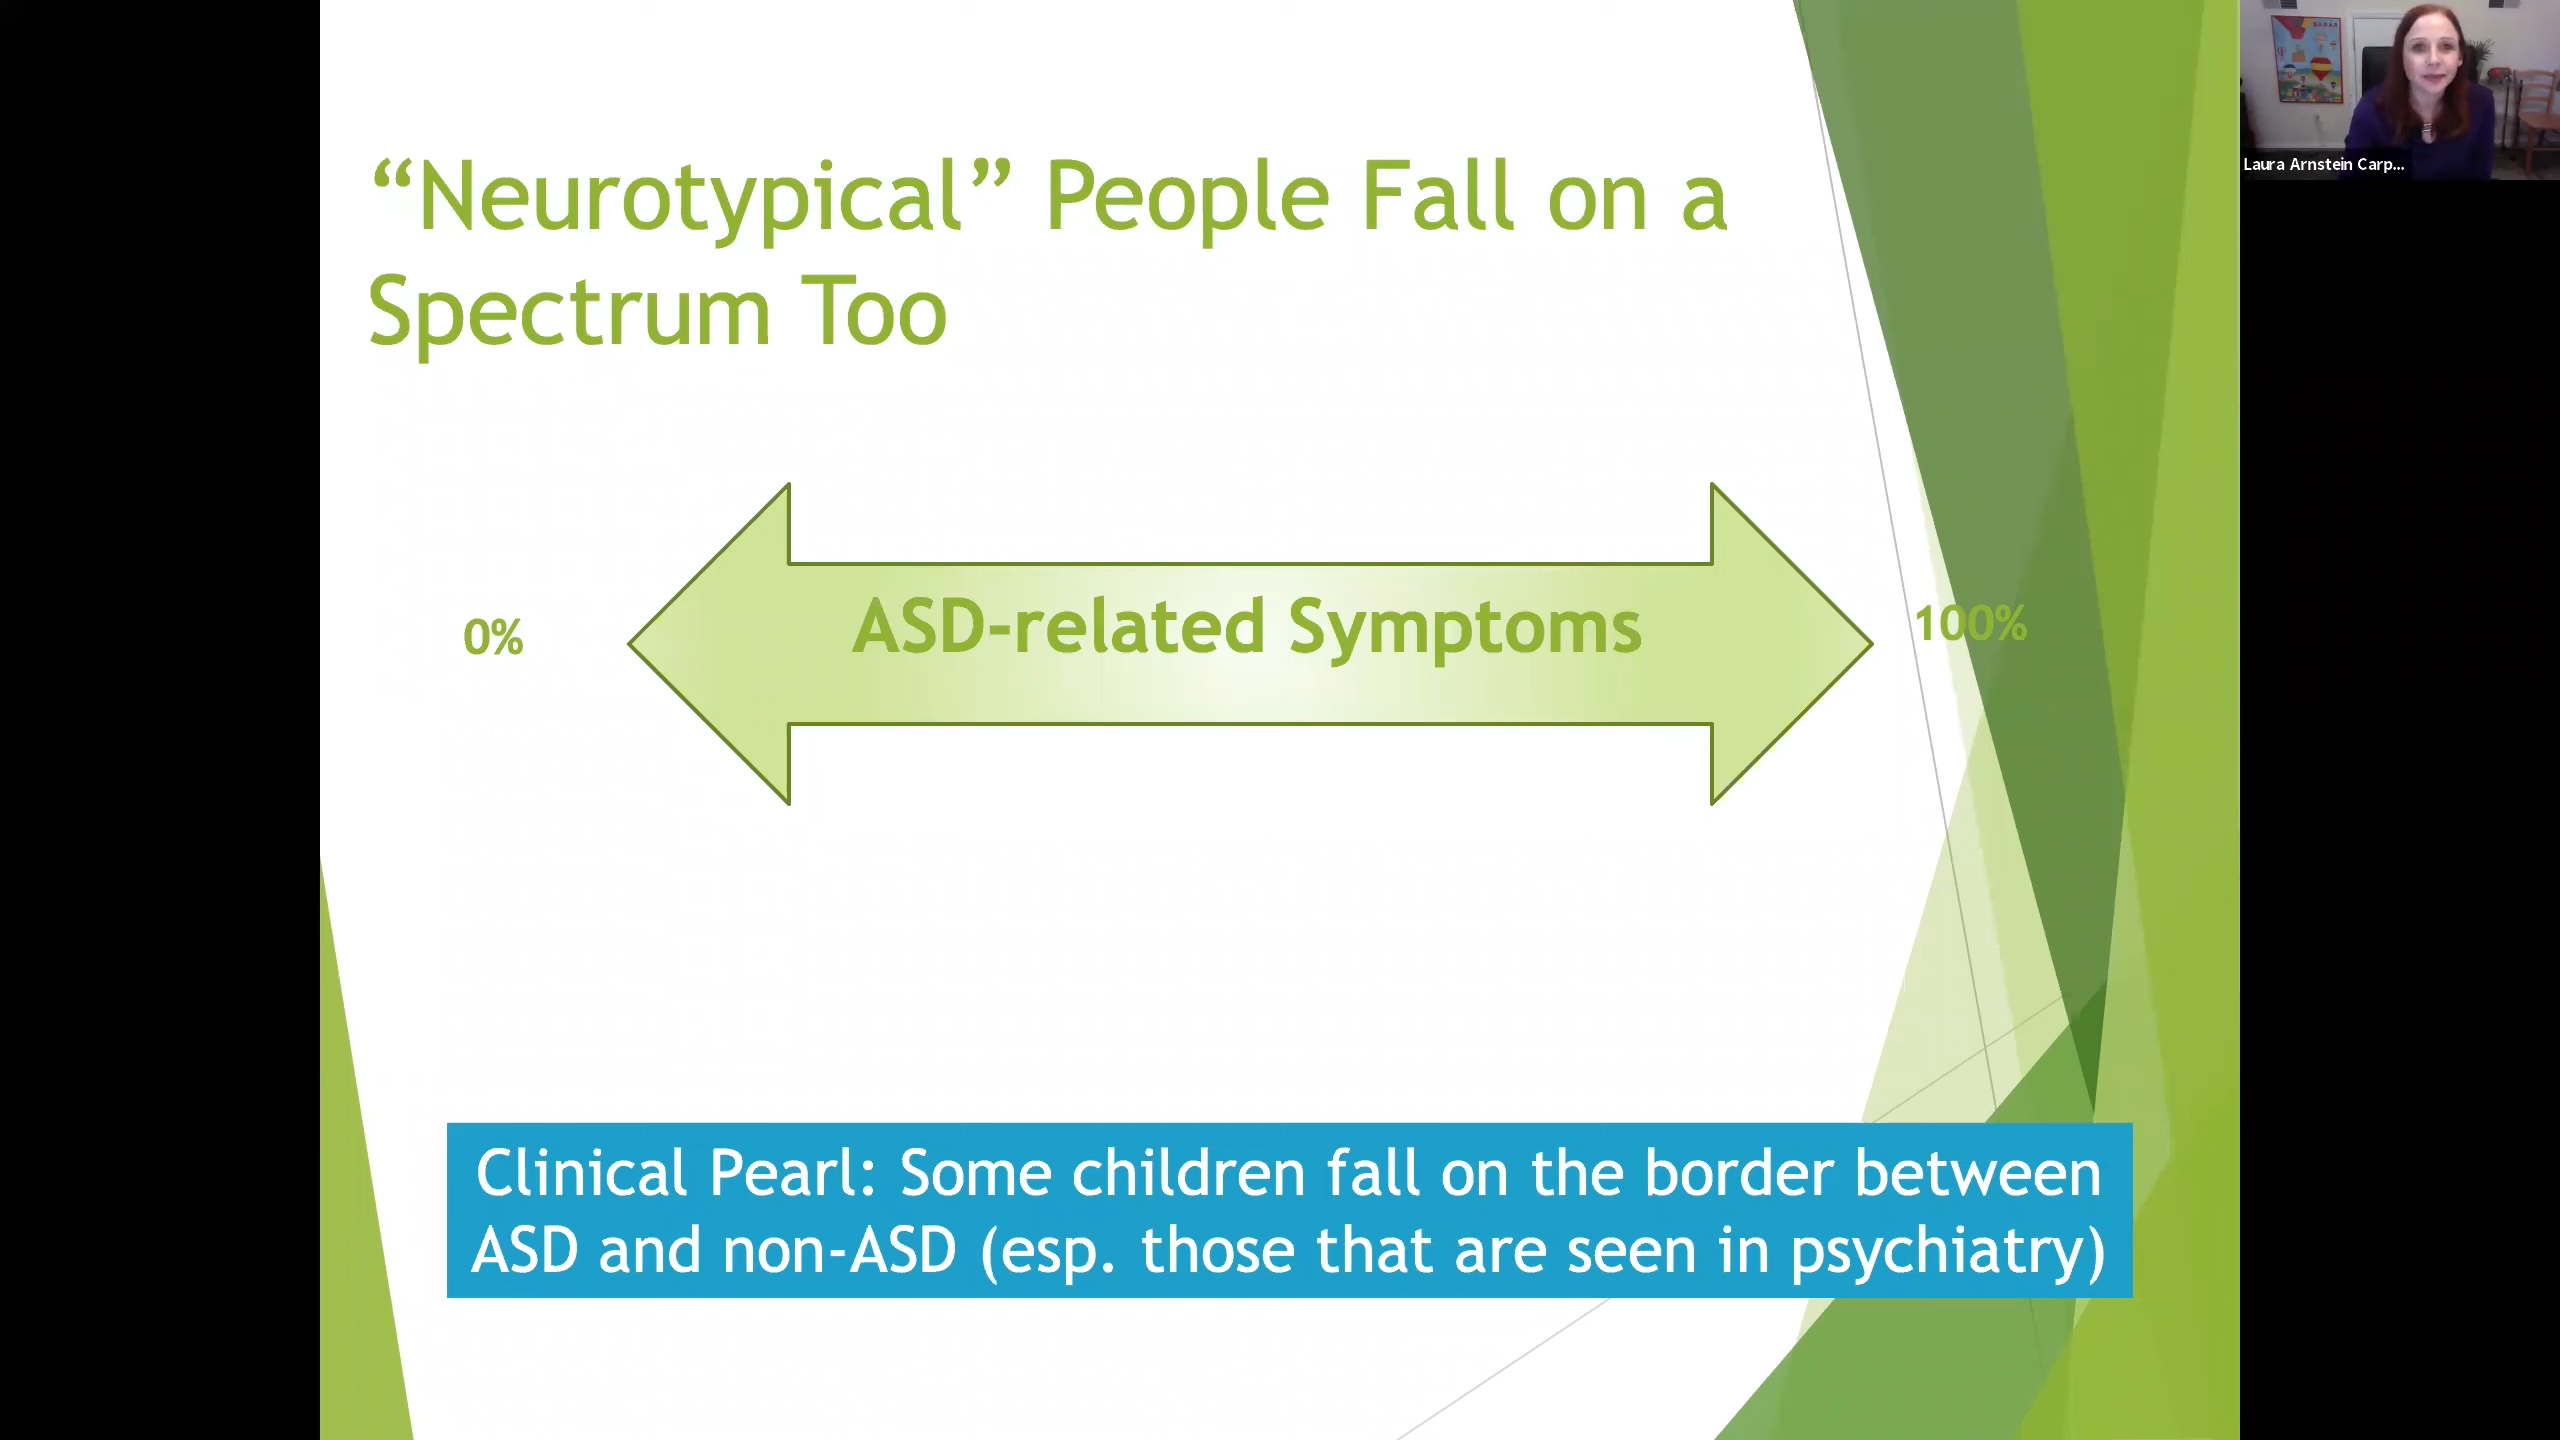 “Neurotypical” People Fall on a
Spectrum Too
0%
ASD-related Symptoms
100%
Clinical Pearl: Some children fall on the border between
ASD and non-ASD (esp. those that are seen in psychiatry)
Laura Arnstein Carp...